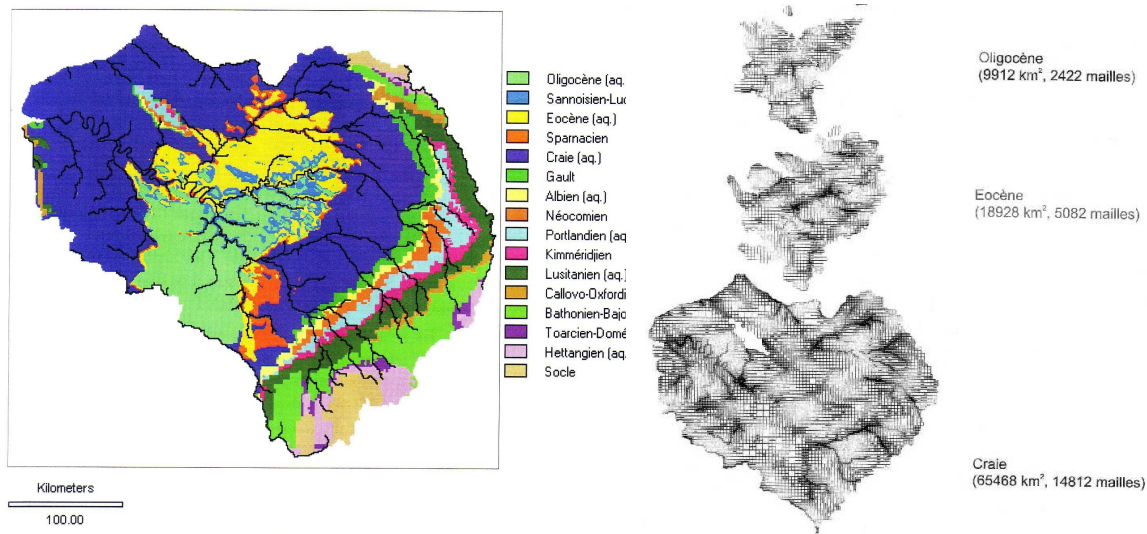 Oligocène (aq.
Sannoisien-Luc
Eocène (aq.)
Sparnacien
Craie (aq.)
Gault
Albien (aq.)
Néocomien
Portlandien (aq
Kimméridjien
Lusitanien (aq.)
Callovo-Oxfordi
Bathonien-Bajo
Toarcien-Domé
Hettangien (aq.
Socle
Kilometers
100.00
Oligocène
(9912 km², 2422 mailles)
Eocène
(18928 km², 5082 mailles)
Craie
(65468 km², 14812 mailles)